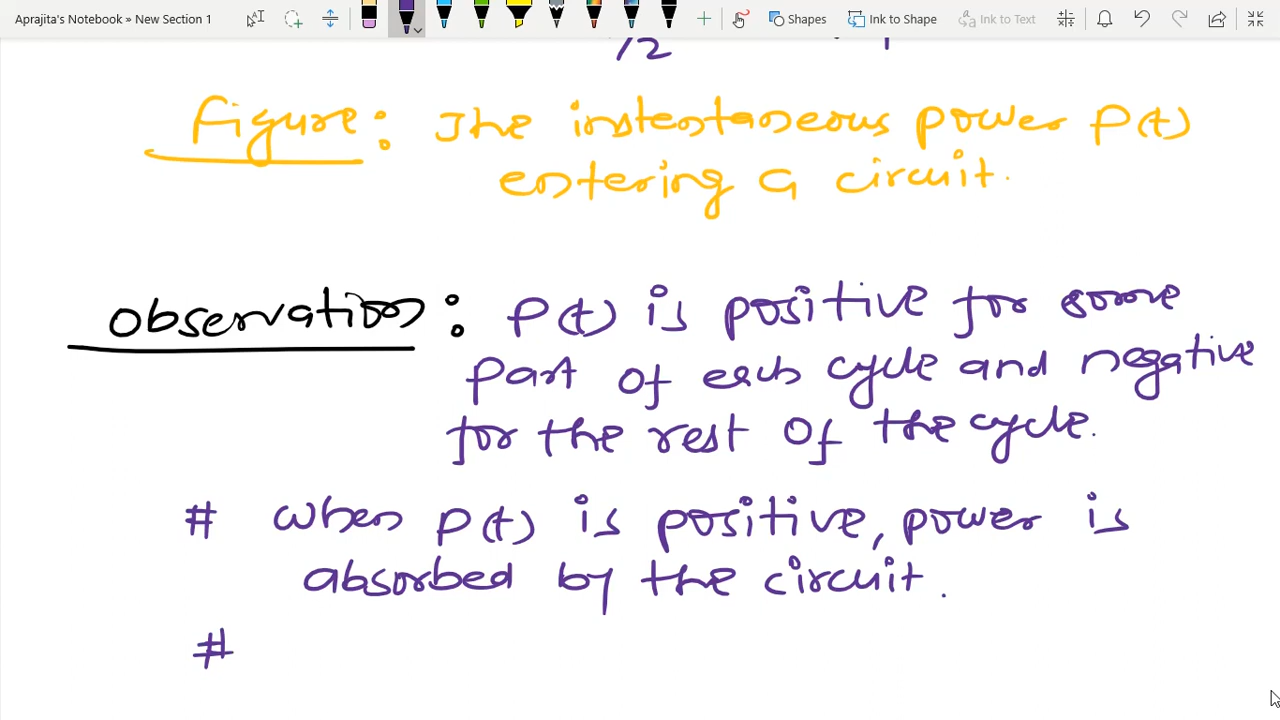 Aprajita's Notebook » New Section 1
Shapes
Ink to Shape
Ink to Text
/2
Figure: The instentaneous power P(t)
entering a circuit.
observation: P(t) is positive for some
part of each cycle and negative
for the rest of the cycle.
# when P(t) is positive, power is
absorbed by the circuit.
#